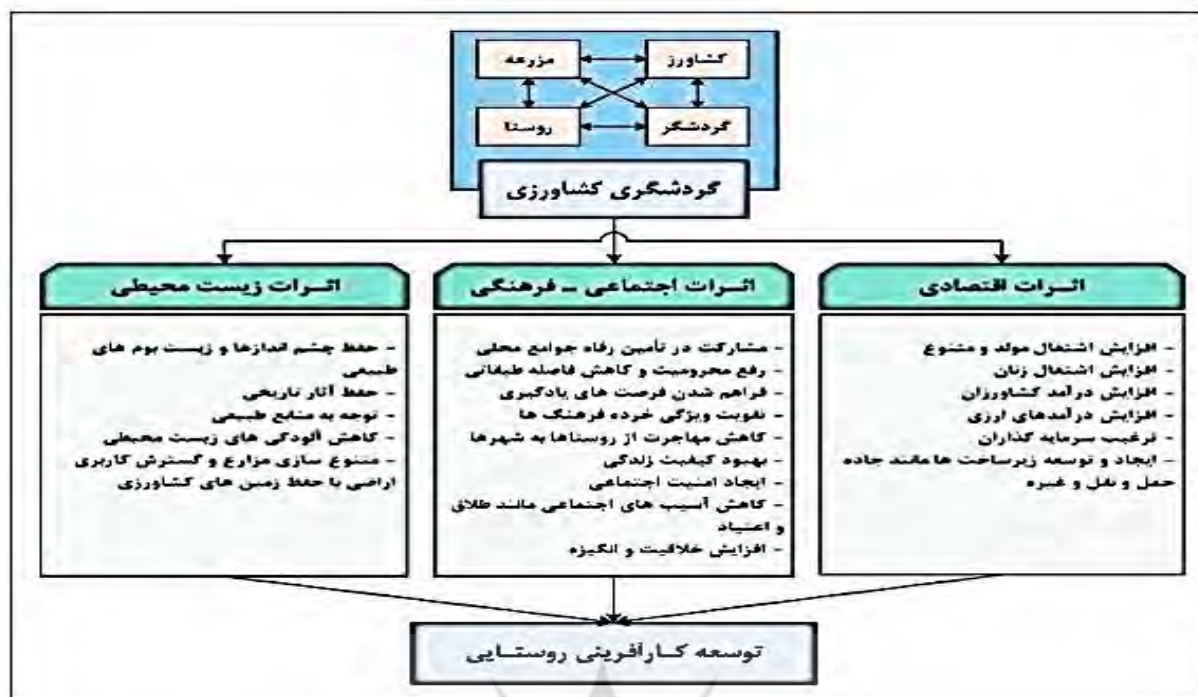 کشاورز
مزرعه
گردشگر
روستا
گردشگری کشاورزی
اثرات اقتصادی
- افزایش اشتغال مولد و متنوع
- افزایش اشتغال زنان
- افزایش درآمد کشاورزان
- افزایش درآمدهای ارزی
- ترغیب سرمایه گذاران
- ایجاد و توسعه زیرساخت ها مانند جاده
حمل و نقل و غیره
اثرات اجتماعی - فرهنگی
- مشارکت در تأمین رفاه جوامع محلی
- رفع محرومیت و کاهش فاصله طبقاتی
- فراهم شدن فرصت های یادگیری
- تقویت ویژگی خرده فرهنگ ها
- کاهش مهاجرت از روستاها به شهرها
- بهبود کیفیت زندگی
- ایجاد امنیت اجتماعی
- کاهش آسیب های اجتماعی مانند طلاق
و اعتیاد
- افزایش خلاقیت و انگیزه
اثرات زیست محیطی
- حفظ چشم اندازها و زیست بوم های
طبیعی
- حفظ آثار تاریخی
- توجه به منابع طبیعی
- کاهش آلودگی های زیست محیطی
- متنوع سازی مزارع و گسترش کاربری
اراضی با حفظ زمین های کشاورزی
توسعه کارآفرینی روستایی